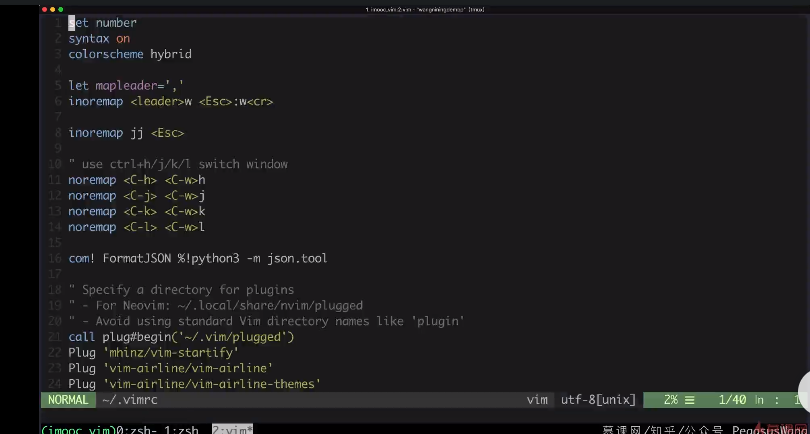 1. imooc.vim:2:vim - "wangniningdembp" (tmux)
1 set number
2 syntax on
3 colorscheme hybrid
4
5 let mapleader=','
6 inoremap <leader>w <Esc>:w<cr>
7
8 inoremap jj <Esc>
9
10 " use ctrl+h/j/k/l switch window
11 noremap <C-h> <C-w>h
12 noremap <C-j> <C-w>j
13 noremap <C-k> <C-w>k
14 noremap <C-l> <C-w>l
15
16 com! FormatJSON %!python3 -m json.tool
17
18 " Specify a directory for plugins
19 " - For Neovim: ~/.local/share/nvim/plugged
20 " - Avoid using standard Vim directory names like 'plugin'
21 call plug#begin('~/.vim/plugged')
22 Plug 'mhinz/vim-startify'
23 Plug 'vim-airline/vim-airline'
24 Plug 'vim-airline/vim-airline-themes'
NORMAL ~/.vimrc vim utf-8[unix] 2% ☰ 1/40 ln : 1
(imooc_vim)0:zsh- 1:zsh 2:vim* 慕课网/知乎/公众号 PegasusWang